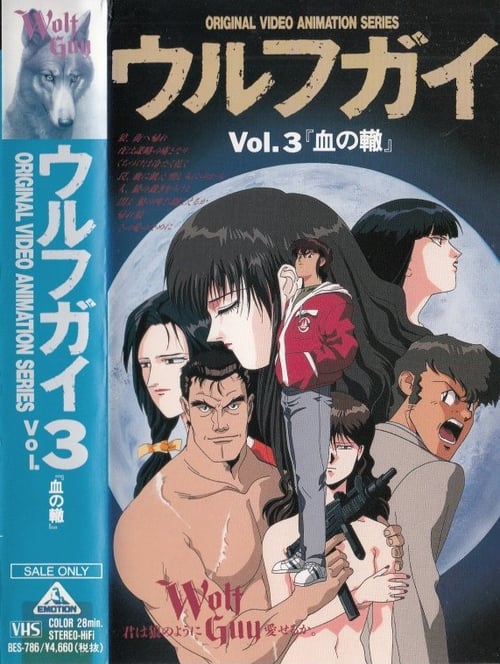 Wolf
Guy
ウルフガイ3
ORIGINAL VIDEO ANIMATION SERIES Vol.
『血の轍』
SALE ONLY
EMOTION
VHS COLOR 28min.
STEREO-HiFi
BES-786/¥4,660(税抜)
ORIGINAL VIDEO ANIMATION SERIES
ウルフガイ
Vol.3『血の轍』
Wolf
Guy
君は狼のように愛せるか。